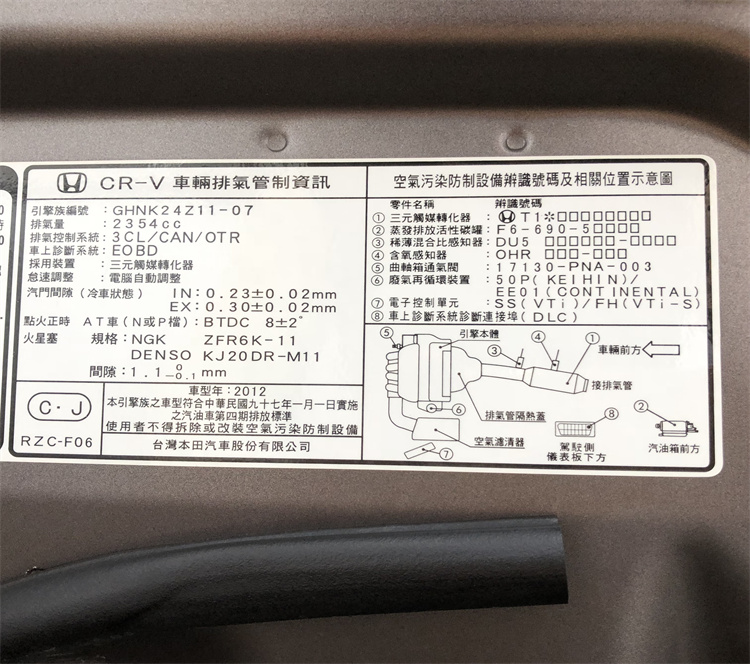 CR-V 車輛排氣管制資訊
引擎族編號：GHNK24Z11-07
排氣量：2354cc
排氣控制系統：3CL/CAN/OTR
車上診斷系統：EOBD
採用裝置：三元觸媒轉化器
怠速調整：電腦自動調整
汽門間隙（冷車狀態） IN：0.23±0.02mm
EX：0.30±0.02mm
點火正時 AT車(N或P檔)：BTDC 8±2°
火星塞 規格：NGK ZFR6K-11
DENSO KJ20DR-M11
間隙：1.1 0 -0.1 mm
C・J
RZC-F06
車型年：2012
本引擎族之車型符合中華民國九十七年一月一日實施
之汽油車第四期排放標準
使用者不得拆除或改裝空氣污染防制設備
台灣本田汽車股份有限公司
空氣污染防制設備辨識號碼及相關位置示意圖
零件名稱 辨識號碼
①三元觸媒轉化器：T1※□□□□□□□□
②蒸發排放活性碳罐：F6-690-5□□□□
③稀薄混合比感知器：DU5 □□□□□□-□□□□
④含氧感知器：OHR □□□-□□□
⑤曲軸箱通氣閥：17130-PNA-003
⑥廢氣再循環裝置：50P(KEIHIN)/
EE01(CONTINENTAL)
⑦電子控制單元：SS(VTi)/FH(VTi-S)
⑧車上診斷系統診斷連接埠(DLC)
引擎本體
⑤
③
④
①
車輛前方
接排氣管
排氣管隔熱蓋
⑥
空氣濾清器
⑦
⑧
駕駛側
儀表板下方
②
汽油箱前方